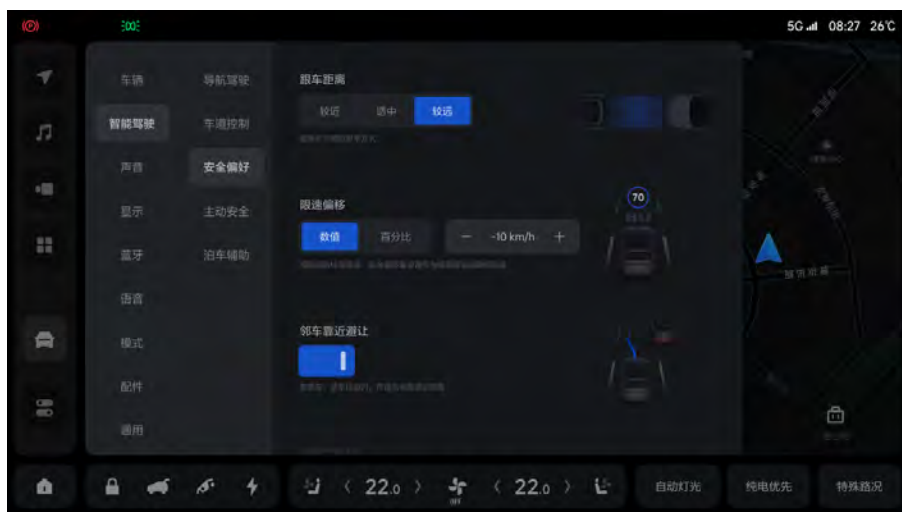 5G 08:27 26℃
车辆
导航驾驶
跟车距离
较近 适中 较远
智能驾驶
车道控制
声音
安全偏好
限速偏移
70
显示
主动安全
数值 百分比 − -10 km/h +
蓝牙
泊车辅助
语音
邻车靠近避让
模式
配件
通用
< 22.0 > OFF < 22.0 >
自动灯光
纯电优先
特殊路况